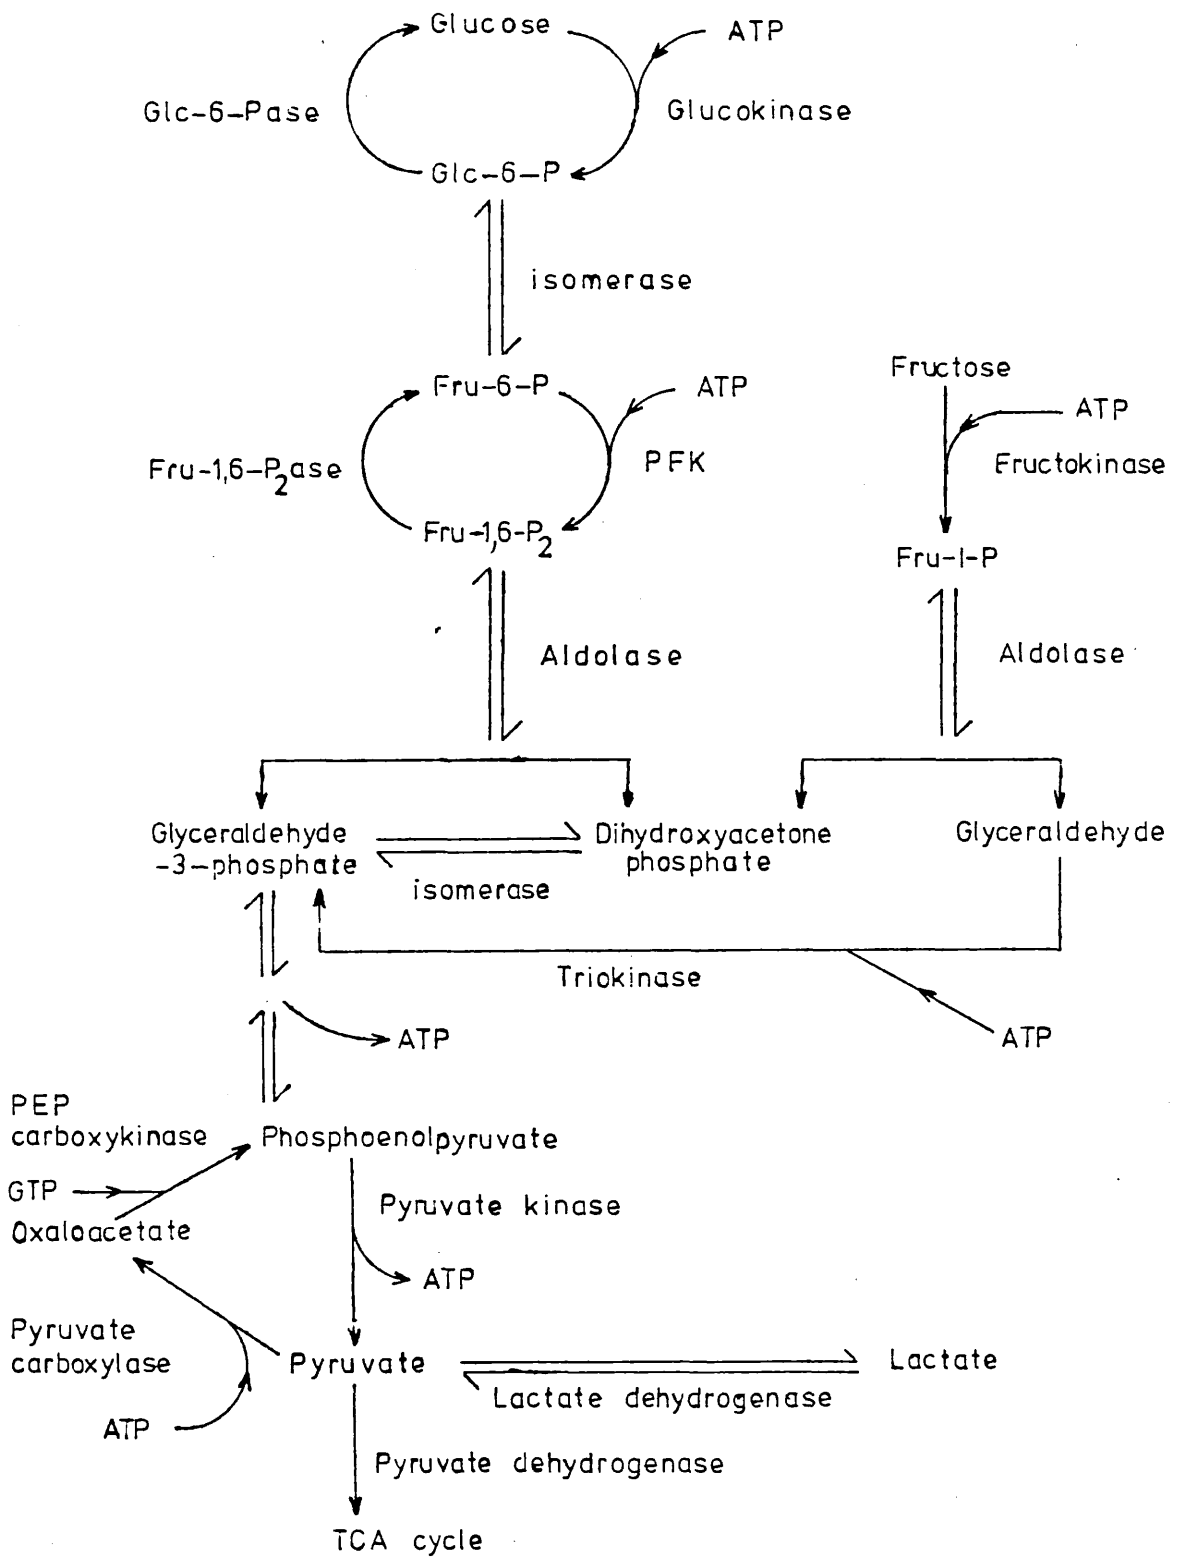 Glucose
ATP
Glc-6-Pase
Glucokinase
Glc-6-P
isomerase
Fructose
Fru-6-P
ATP
ATP
Fru-1,6-P2ase
PFK
Fructokinase
Fru-1,6-P2
Fru-1-P
Aldolase
Aldolase
Glyceraldehyde
-3-phosphate
Dihydroxyacetone
phosphate
Glyceraldehyde
isomerase
Triokinase
ATP
ATP
PEP
carboxykinase
Phosphoenolpyruvate
GTP
Pyruvate kinase
Oxaloacetate
ATP
Pyruvate
carboxylase
Pyruvate
Lactate
Lactate dehydrogenase
ATP
Pyruvate dehydrogenase
TCA cycle